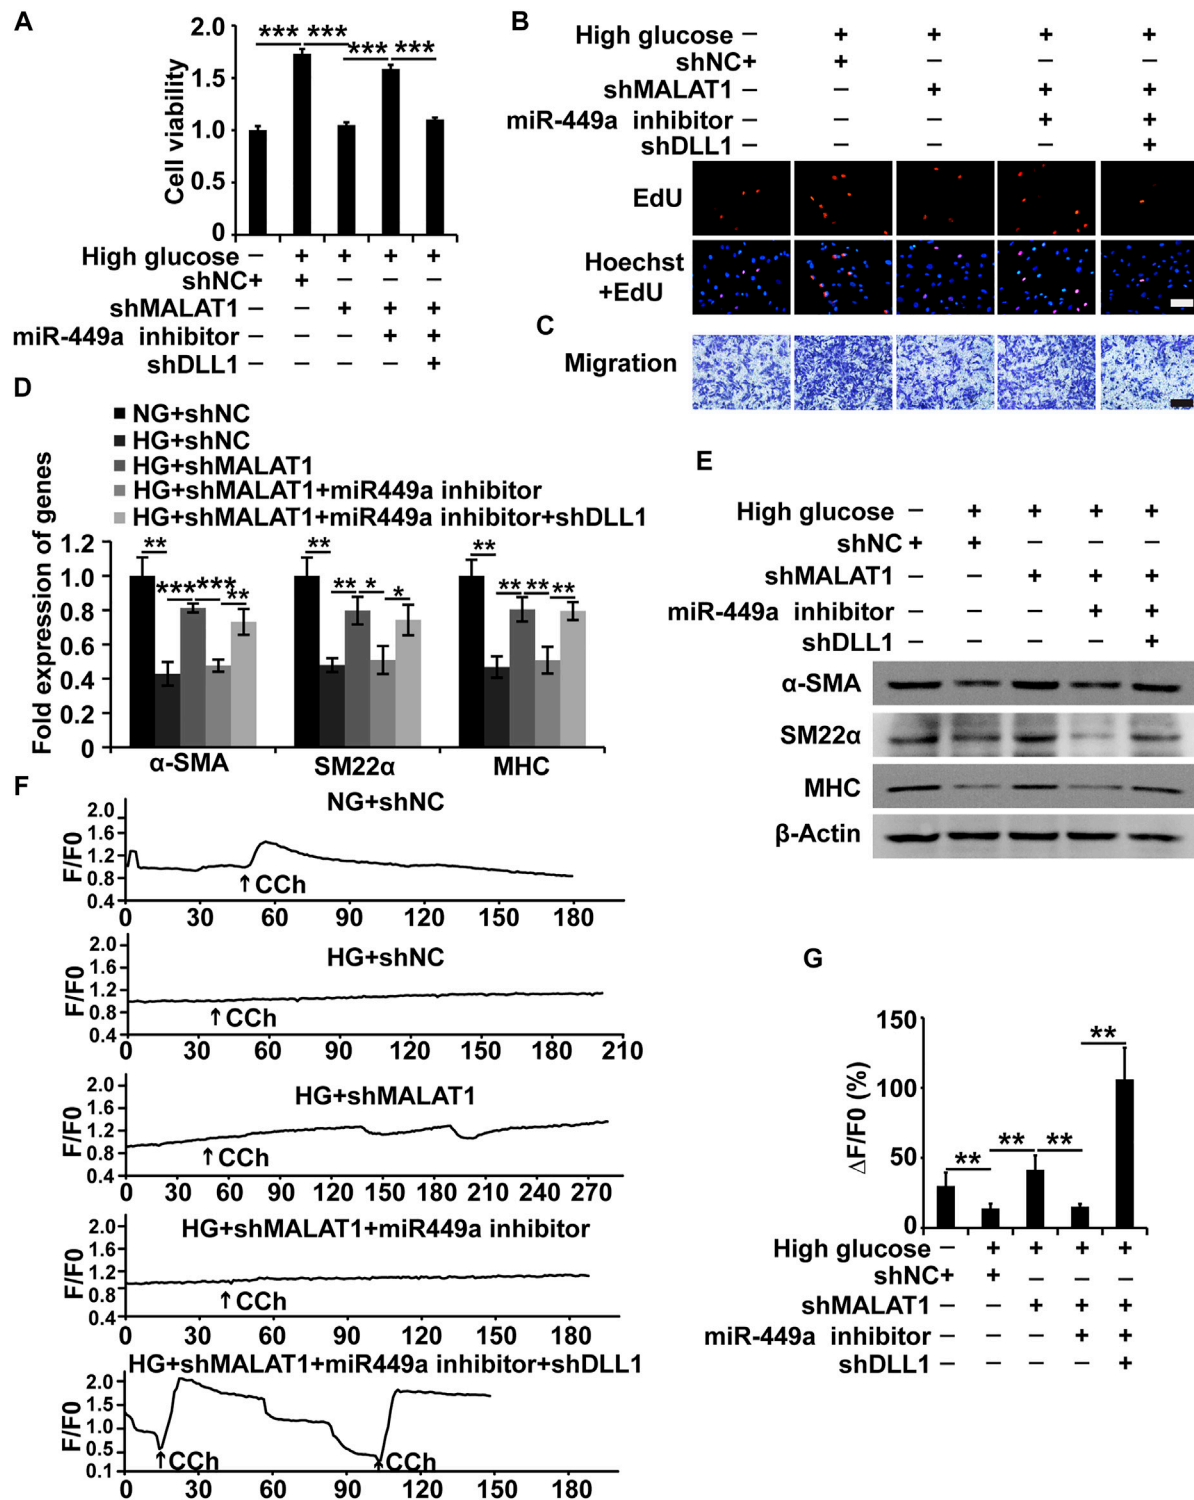 A
2.0
1.5
1.0
0.5
0
Cell viability
*** *** *** ***
High glucose – + + + +
shNC + + – – –
shMALAT1 – – + + +
miR-449a inhibitor – – – + +
shDLL1 – – – – +
B
High glucose – + + + +
shNC + + – – –
shMALAT1 – – + + +
miR-449a inhibitor – – – + +
shDLL1 – – – – +
EdU
Hoechst
+EdU
C
Migration
D
NG+shNC
HG+shNC
HG+shMALAT1
HG+shMALAT1+miR449a inhibitor
HG+shMALAT1+miR449a inhibitor+shDLL1
Fold expression of genes
1.2
1.0
0.8
0.6
0.4
0.2
0
** *** *** **
** ** * *
** ** ** **
α-SMA SM22α MHC
E
High glucose – + + + +
shNC + + – – –
shMALAT1 – – + + +
miR-449a inhibitor – – – + +
shDLL1 – – – – +
α-SMA
SM22α
MHC
β-Actin
F
NG+shNC
F/F0
2.0
1.6
1.2
0.8
0.4
↑CCh
0 30 60 90 120 150 180
HG+shNC
F/F0
2.0
1.6
1.2
0.8
0.4
↑CCh
0 30 60 90 120 150 180 210
HG+shMALAT1
F/F0
2.0
1.6
1.2
0.8
0.4
↑CCh
0 30 60 90 120 150 180 210 240 270
HG+shMALAT1+miR449a inhibitor
F/F0
2.0
1.6
1.2
0.8
0.4
↑CCh
0 30 60 90 120 150 180
HG+shMALAT1+miR449a inhibitor+shDLL1
F/F0
2.0
1.5
1.0
0.5
0.1
↑CCh ↑CCh
0 30 60 90 120 150 180
G
150
100
50
0
ΔF/F0 (%)
** ** ** **
High glucose – + + + +
shNC + + – – –
shMALAT1 – – + + +
miR-449a inhibitor – – – + +
shDLL1 – – – – +